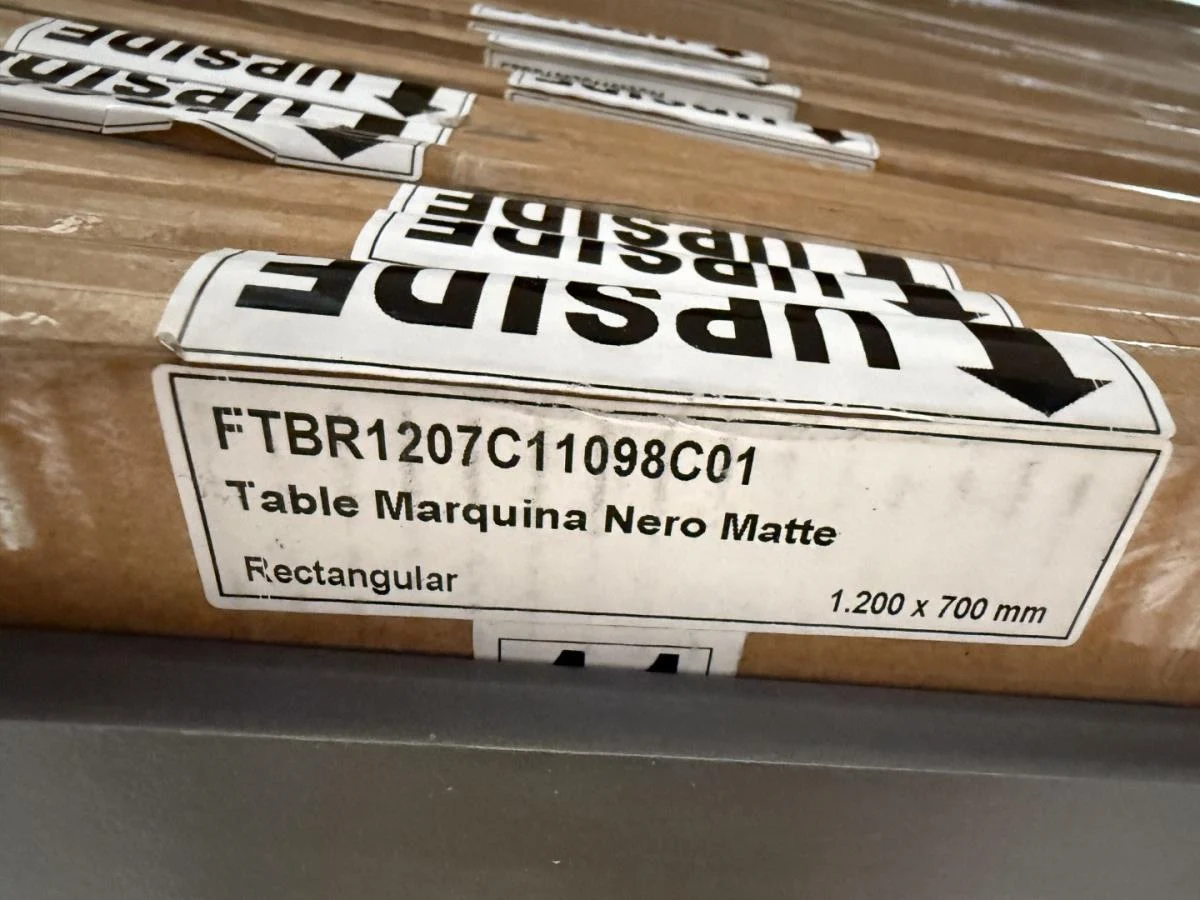 UPSIDE
UPSIDE
UPSIDE
UPSIDE
UPSIDE
FTBR1207C11098C01
Table Marquina Nero Matte
Rectangular
1.200 x 700 mm